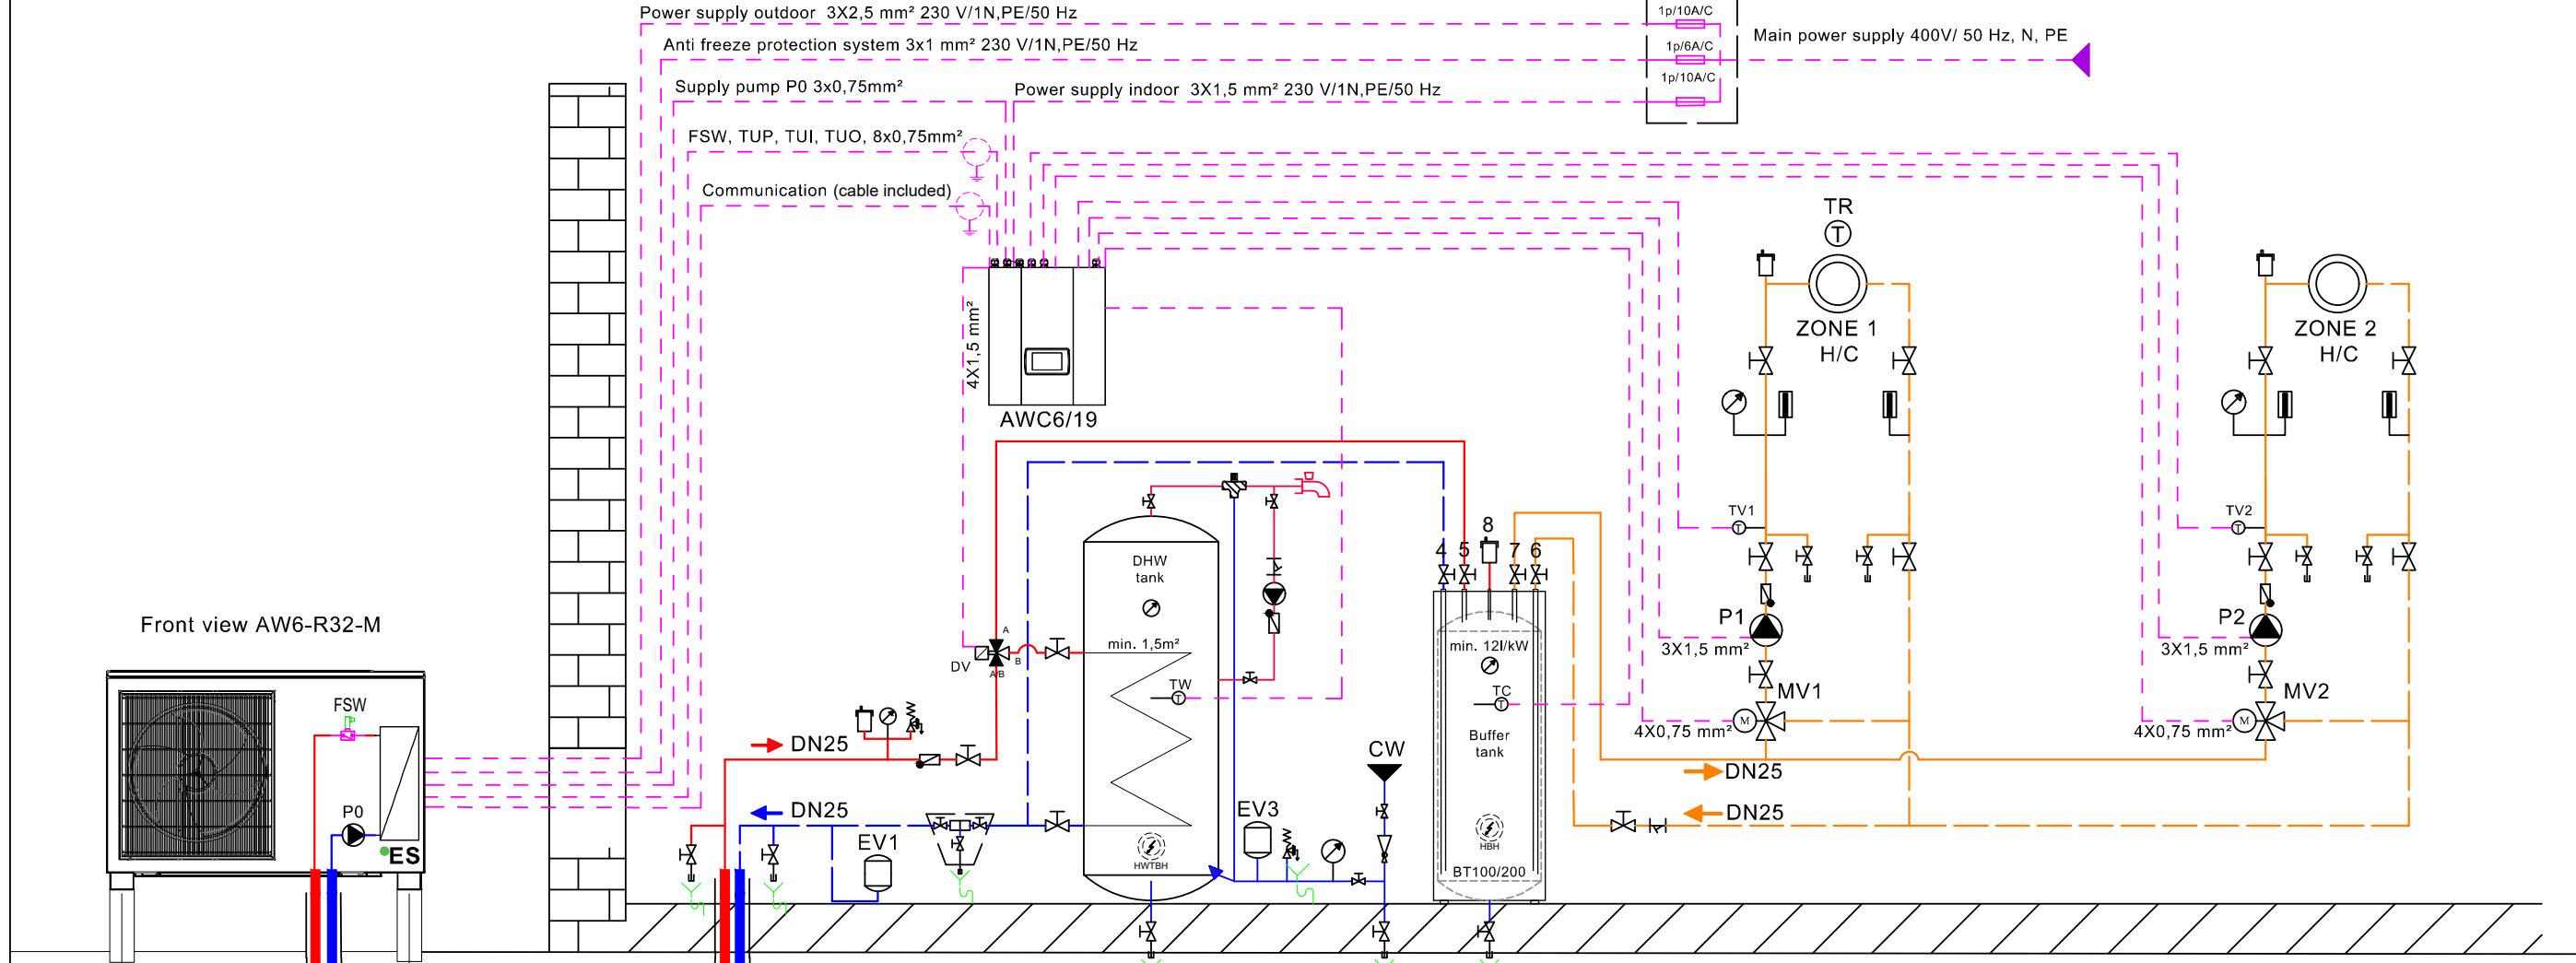 Power supply outdoor 3X2,5 mm² 230 V/1N,PE/50 Hz
1p/10A/C
Anti freeze protection system 3x1 mm² 230 V/1N,PE/50 Hz
1p/6A/C
Main power supply 400V/ 50 Hz, N, PE
1p/10A/C
Supply pump P0 3x0,75mm²
Power supply indoor 3X1,5 mm² 230 V/1N,PE/50 Hz
FSW, TUP, TUI, TUO, 8x0,75mm²
Communication (cable included)
TR
T
ZONE 1
H/C
ZONE 2
H/C
4X1,5 mm²
AWC6/19
TV1
T
TV2
T
4
5
8
7
6
DHW
tank
min. 1,5m²
TW
T
HWTBH
min. 12l/kW
TC
T
Buffer
tank
HBH
BT100/200
P1
3X1,5 mm²
P2
3X1,5 mm²
MV1
M
4X0,75 mm²
MV2
M
4X0,75 mm²
DN25
DN25
Front view AW6-R32-M
FSW
P0
ES
DV
A
B
A/B
DN25
DN25
EV1
EV3
CW